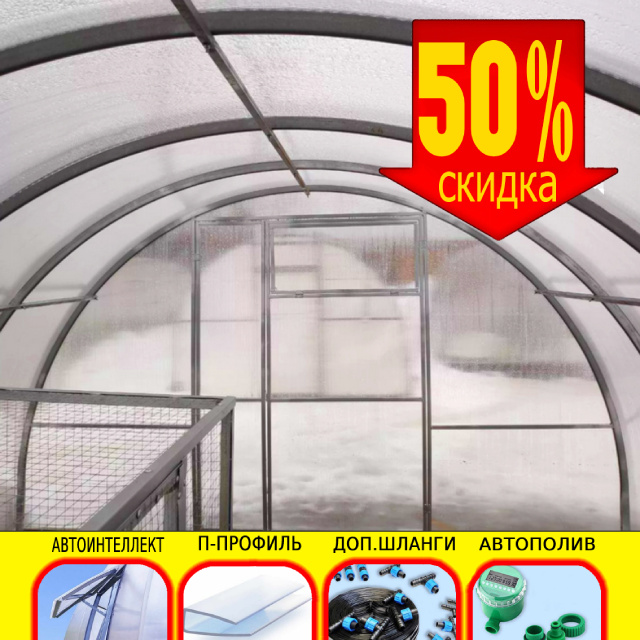 50%
скидка
АВТОИНТЕЛЛЕКТ
П-ПРОФИЛЬ
ДОП.ШЛАНГИ
АВТОПОЛИВ